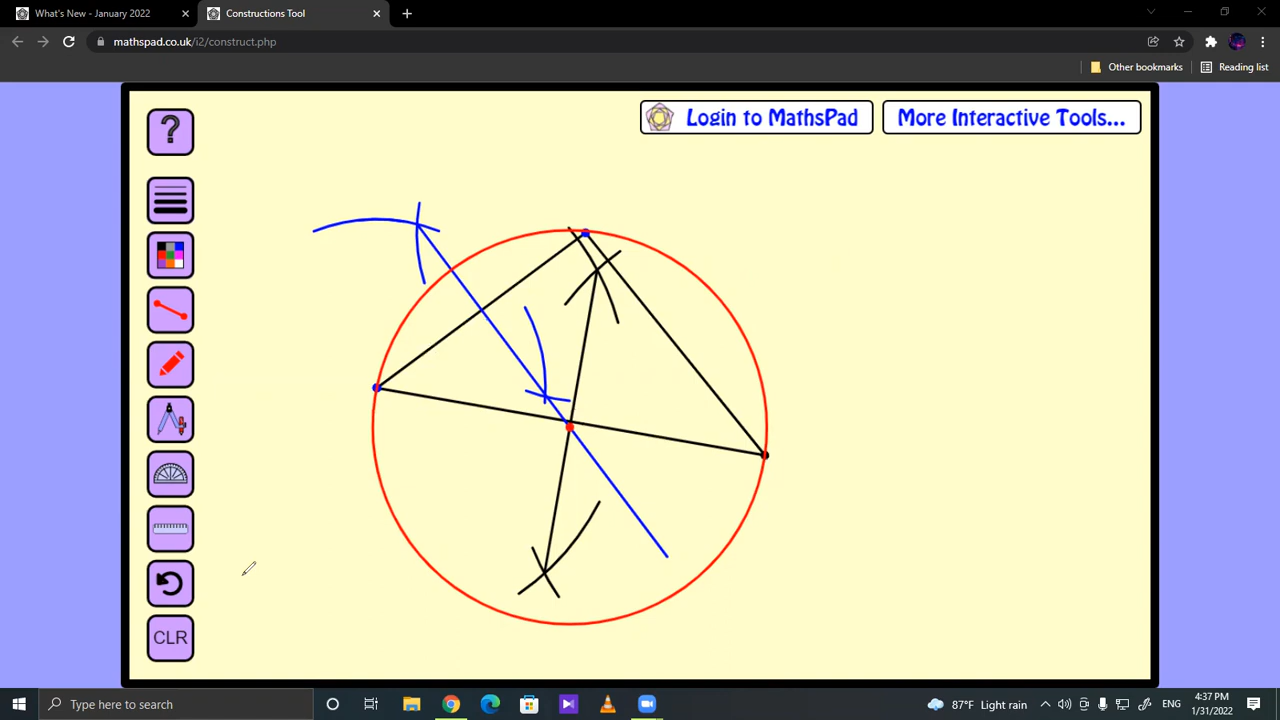 What's New - January 2022
Constructions Tool
mathspad.co.uk/i2/construct.php
Other bookmarks
Reading list
?
Login to MathsPad
More Interactive Tools...
CLR
Type here to search
87°F Light rain
ENG
4:37 PM
1/31/2022